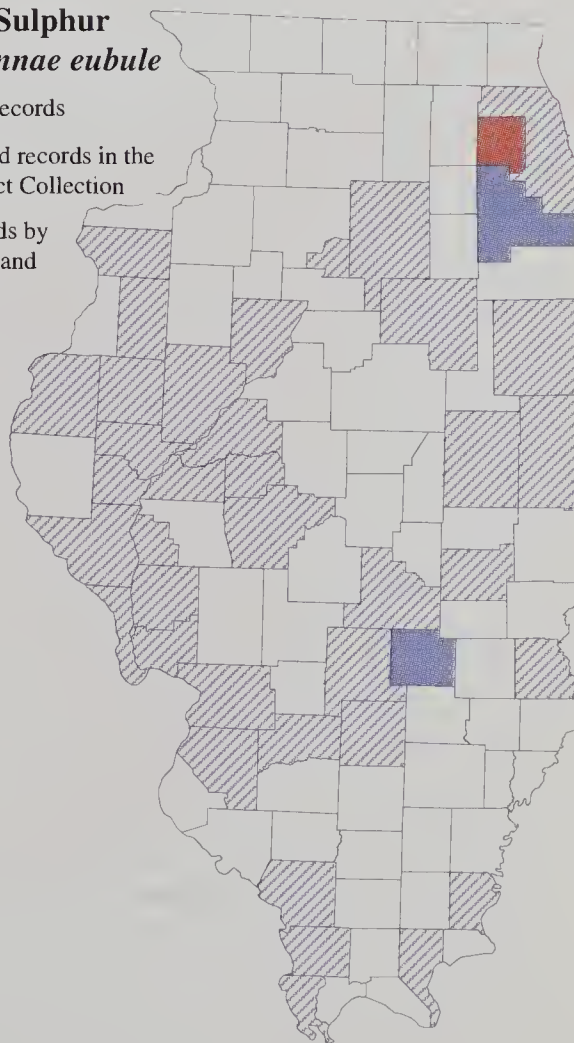 Sulphur
nnae eubule
ecords
d records in the
ct Collection
ds by
and